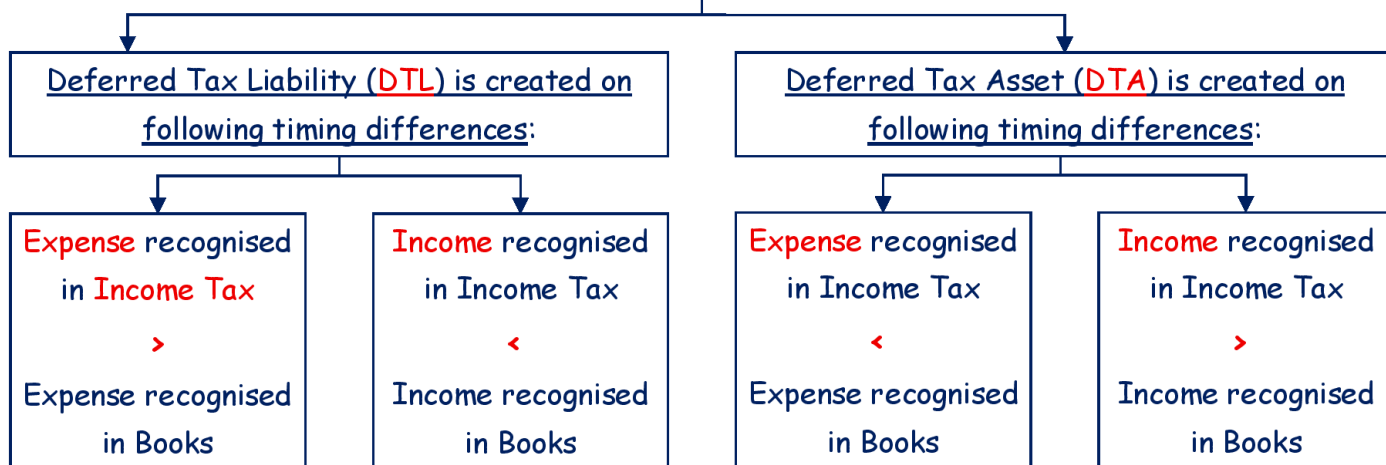 Deferred Tax Liability (DTL) is created on
following timing differences:
Deferred Tax Asset (DTA) is created on
following timing differences:
Expense recognised
in Income Tax
>
Expense recognised
in Books
Income recognised
in Income Tax
<
Income recognised
in Books
Expense recognised
in Income Tax
<
Expense recognised
in Books
Income recognised
in Income Tax
>
Income recognised
in Books